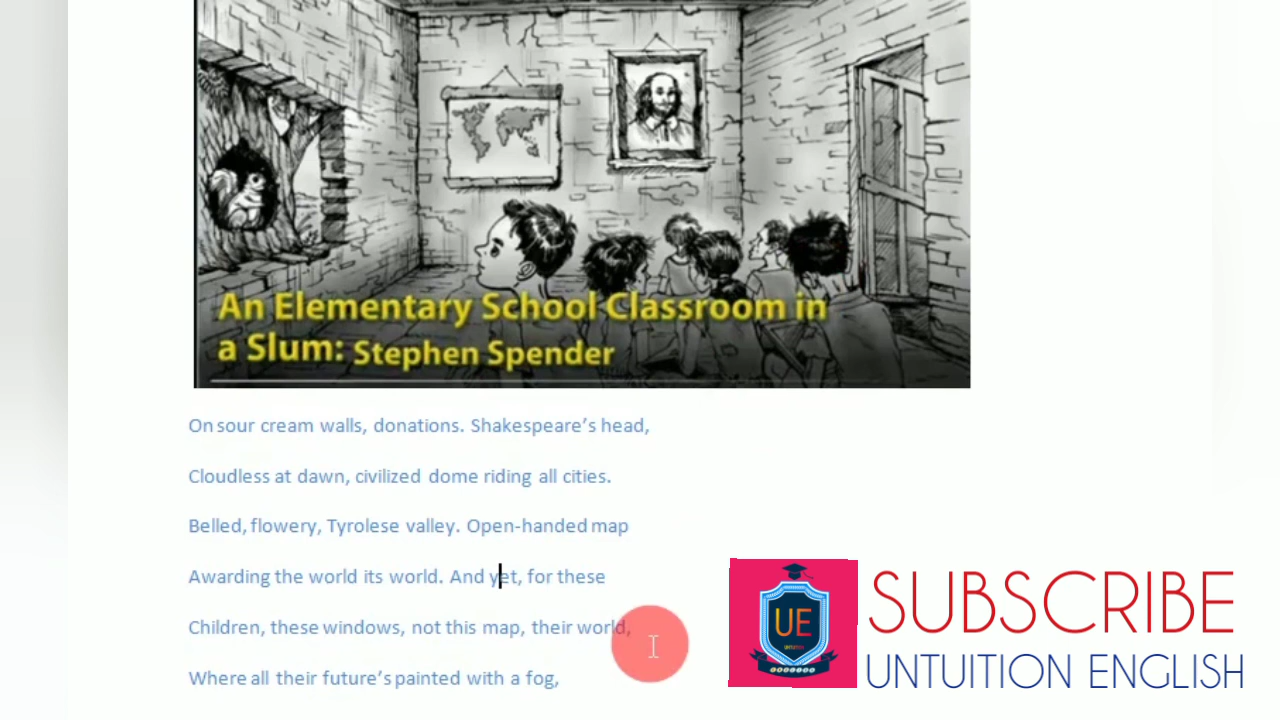 An Elementary School Classroom in
a Slum: Stephen Spender
On sour cream walls, donations. Shakespeare's head,
Cloudless at dawn, civilized dome riding all cities.
Belled, flowery, Tyrolese valley. Open-handed map
Awarding the world its world. And yet, for these
Children, these windows, not this map, their world,
Where all their future's painted with a fog,
UE
SUBSCRIBE
UNTUITION ENGLISH